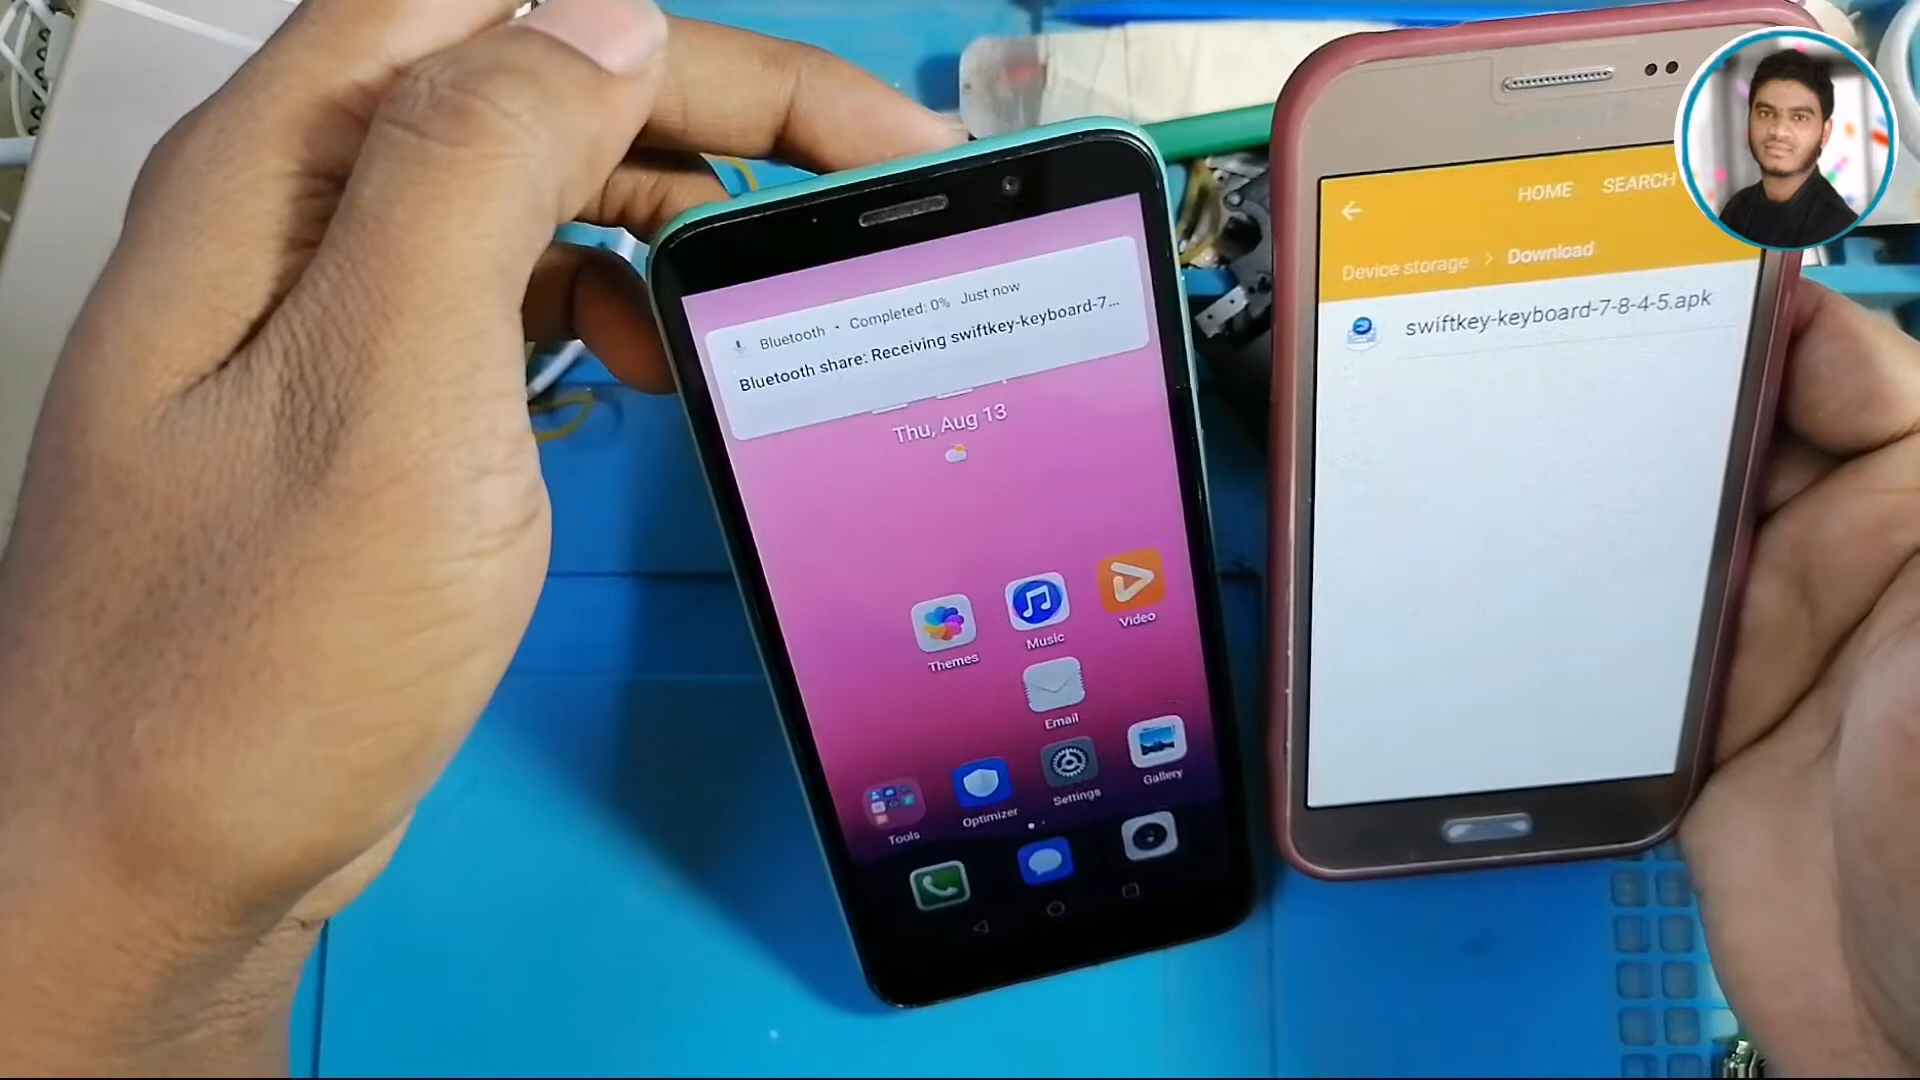 Bluetooth • Completed: 0% Just now
Bluetooth share: Receiving swiftkey-keyboard-7...
Thu, Aug 13
Themes
Music
Video
Email
Tools
Optimizer
Settings
Gallery
HOME SEARCH
Device storage > Download
swiftkey-keyboard-7-8-4-5.apk